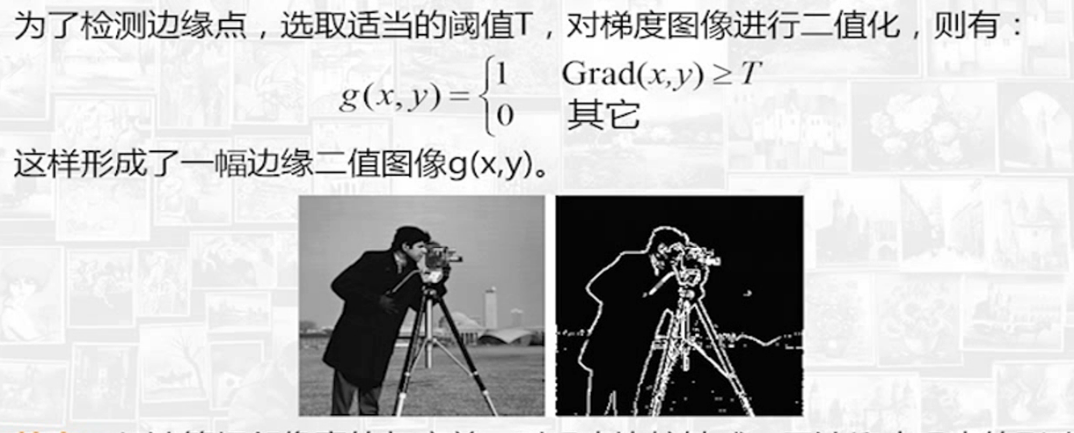 为了检测边缘点，选取适当的阈值T，对梯度图像进行二值化，则有：
g(x,y)={1 Grad(x,y)≥T
0 其它
这样形成了一幅边缘二值图像g(x,y)。